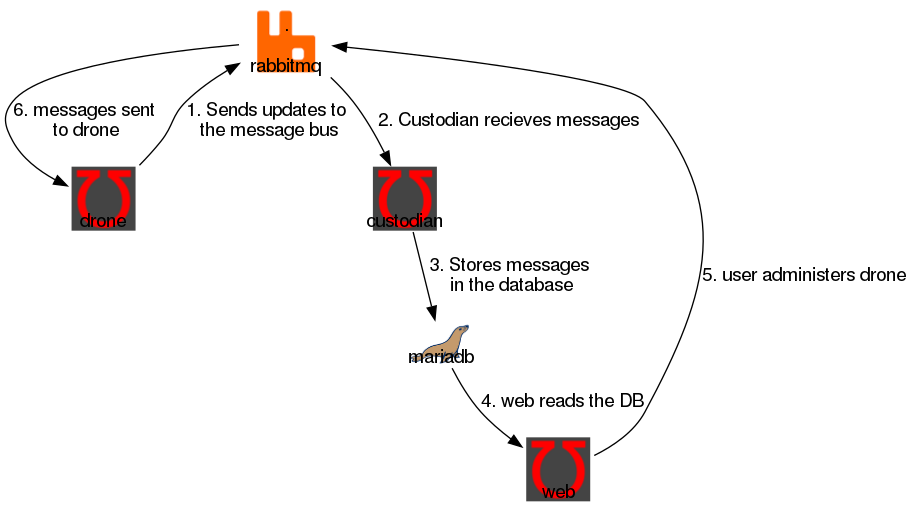 rabbitmq
6. messages sent
to drone
1. Sends updates to
the message bus
2. Custodian recieves messages
drone
custodian
3. Stores messages
in the database
5. user administers drone
mariadb
4. web reads the DB
web